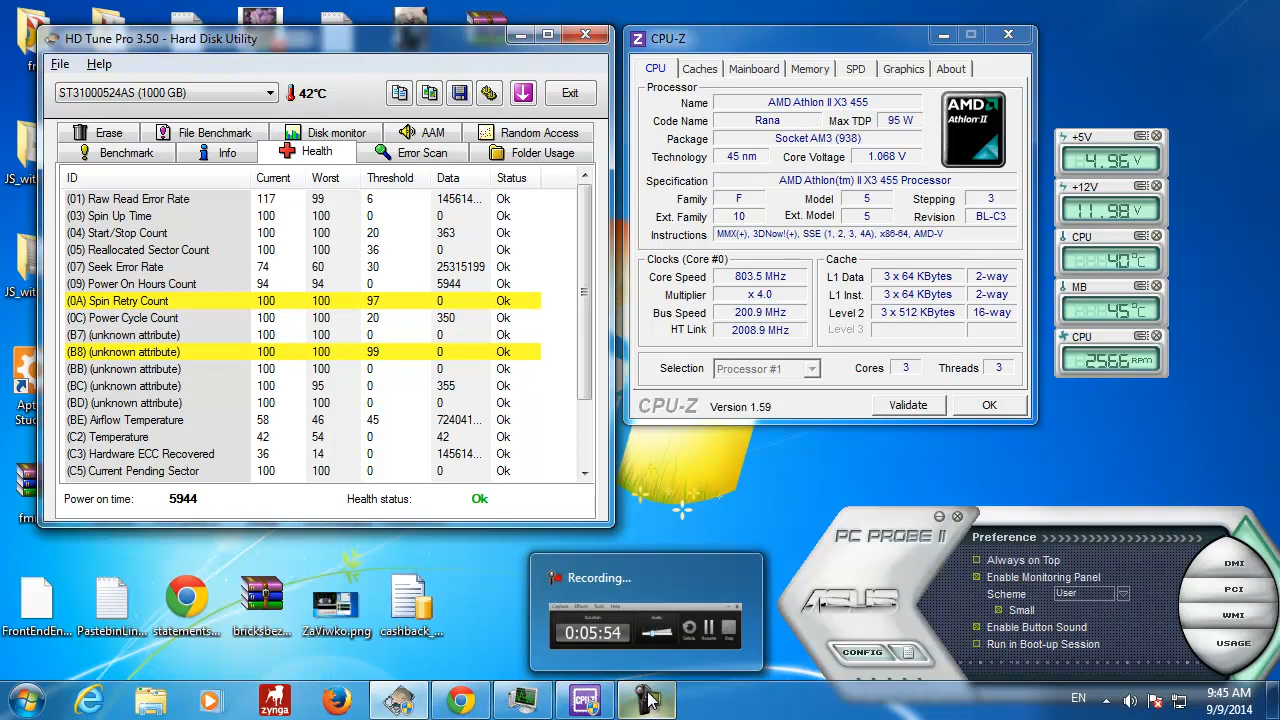 HD Tune Pro 3.50 - Hard Disk Utility
File Help
ST31000524AS (1000 GB)
42°C
Exit
Erase
File Benchmark
Disk monitor
AAM
Random Access
Benchmark
Info
Health
Error Scan
Folder Usage
ID Current Worst Threshold Data Status
(01) Raw Read Error Rate 117 99 6 145614... Ok
(03) Spin Up Time 100 100 0 0 Ok
(04) Start/Stop Count 100 100 20 363 Ok
(05) Reallocated Sector Count 100 100 36 0 Ok
(07) Seek Error Rate 74 60 30 25315199 Ok
(09) Power On Hours Count 94 94 0 5944 Ok
(0A) Spin Retry Count 100 100 97 0 Ok
(0C) Power Cycle Count 100 100 20 350 Ok
(B7) (unknown attribute) 100 100 0 0 Ok
(B8) (unknown attribute) 100 100 99 0 Ok
(BB) (unknown attribute) 100 100 0 0 Ok
(BC) (unknown attribute) 100 95 0 355 Ok
(BD) (unknown attribute) 100 100 0 0 Ok
(BE) Airflow Temperature 58 46 45 724041... Ok
(C2) Temperature 42 54 0 42 Ok
(C3) Hardware ECC Recovered 36 14 0 145614... Ok
(C5) Current Pending Sector 100 100 0 0 Ok
Power on time: 5944 Health status: Ok
CPU-Z
CPU Caches Mainboard Memory SPD Graphics About
Processor
Name AMD Athlon II X3 455
Code Name Rana Max TDP 95 W
Package Socket AM3 (938)
Technology 45 nm Core Voltage 1.068 V
AMD
Athlon II
Specification AMD Athlon(tm) II X3 455 Processor
Family F Model 5 Stepping 3
Ext. Family 10 Ext. Model 5 Revision BL-C3
Instructions MMX(+), 3DNow!(+), SSE (1, 2, 3, 4A), x86-64, AMD-V
Clocks (Core #0)
Core Speed 803.5 MHz
Multiplier x 4.0
Bus Speed 200.9 MHz
HT Link 2008.9 MHz
Cache
L1 Data 3 x 64 KBytes 2-way
L1 Inst. 3 x 64 KBytes 2-way
Level 2 3 x 512 KBytes 16-way
Level 3
Selection Processor #1 Cores 3 Threads 3
CPU-Z Version 1.59 Validate OK
+5V
4.96 V
+12V
11.98 V
CPU
40°C
MB
45°C
CPU
2566 RPM
PC PROBE II
ASUS
CONFIG
Preference
Always on Top
Enable Monitoring Panel
Scheme User
Small
Enable Button Sound
Run in Boot-up Session
DMI
PCI
WMI
USAGE
Recording...
Capture Effects Tools Help
Duration
Audio
0:05:54
Delete Pause Stop
fr
JS_wit
JS_wit
Apt
Stud
fmi
FrontEndEn...
PastebinLin...
statements...
bricksbez...
ZaViwko.png
cashback_...
zynga
CPU
EN
9:45 AM
9/9/2014